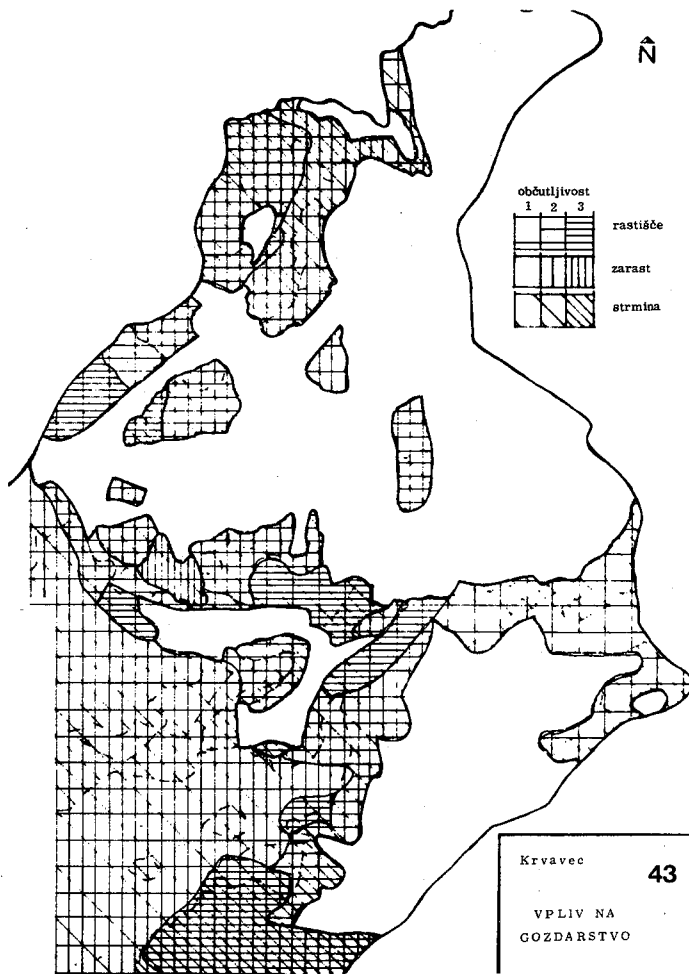 N
občutljivost
1 2 3
rastišče
zarast
strmina
Krvavec
43
VPLIV NA
GOZDARSTVO